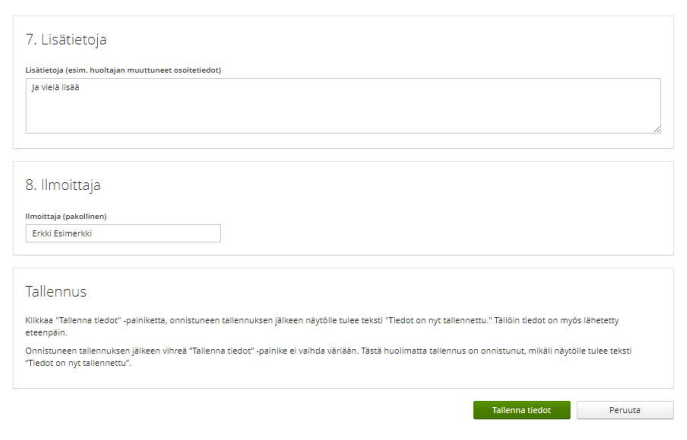 7. Lisätietoja
Lisätietoja (esim. huoltajan muuttuneet osoitetiedot)
Ja vielä lisää
8. Ilmoittaja
Ilmoittaja (pakollinen)
Erkki Esimerkki
Tallennus
Klikkaa "Tallenna tiedot" -painiketta, onnistuneen tallennuksen jälkeen näytölle tulee teksti "Tiedot on nyt tallennettu." Tällöin tiedot on myös lähetetty
eteenpäin.
Onnistuneen tallennuksen jälkeen vihreä "Tallenna tiedot" -painike ei vaihda väriään. Tästä huolimatta tallennus on onnistunut, mikäli näytölle tulee teksti
"Tiedot on nyt tallennettu".
Tallenna tiedot Peruuta